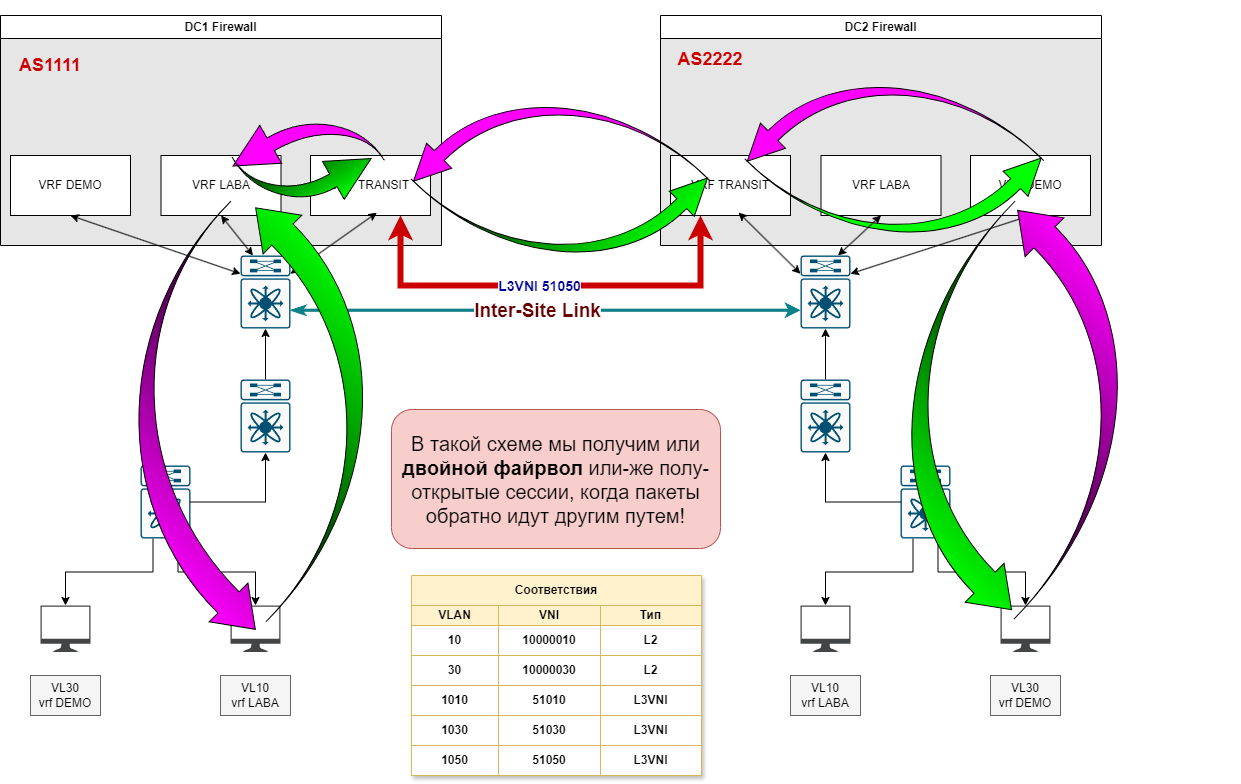 DC1 Firewall
DC2 Firewall
AS1111
AS2222
VRF DEMO
VRF LABA
TRANSIT
F TRANSIT
VRF LABA
DEMO
L3VNI 51050
Inter-Site Link
В такой схеме мы получим или
двойной файрвол или-же полу-
открытые сессии, когда пакеты
обратно идут другим путем!
Соответствия
VLAN VNI Тип
10 10000010 L2
30 10000030 L2
1010 51010 L3VNI
1030 51030 L3VNI
1050 51050 L3VNI
VL30
vrf DEMO
VL10
vrf LABA
VL10
vrf LABA
VL30
vrf DEMO